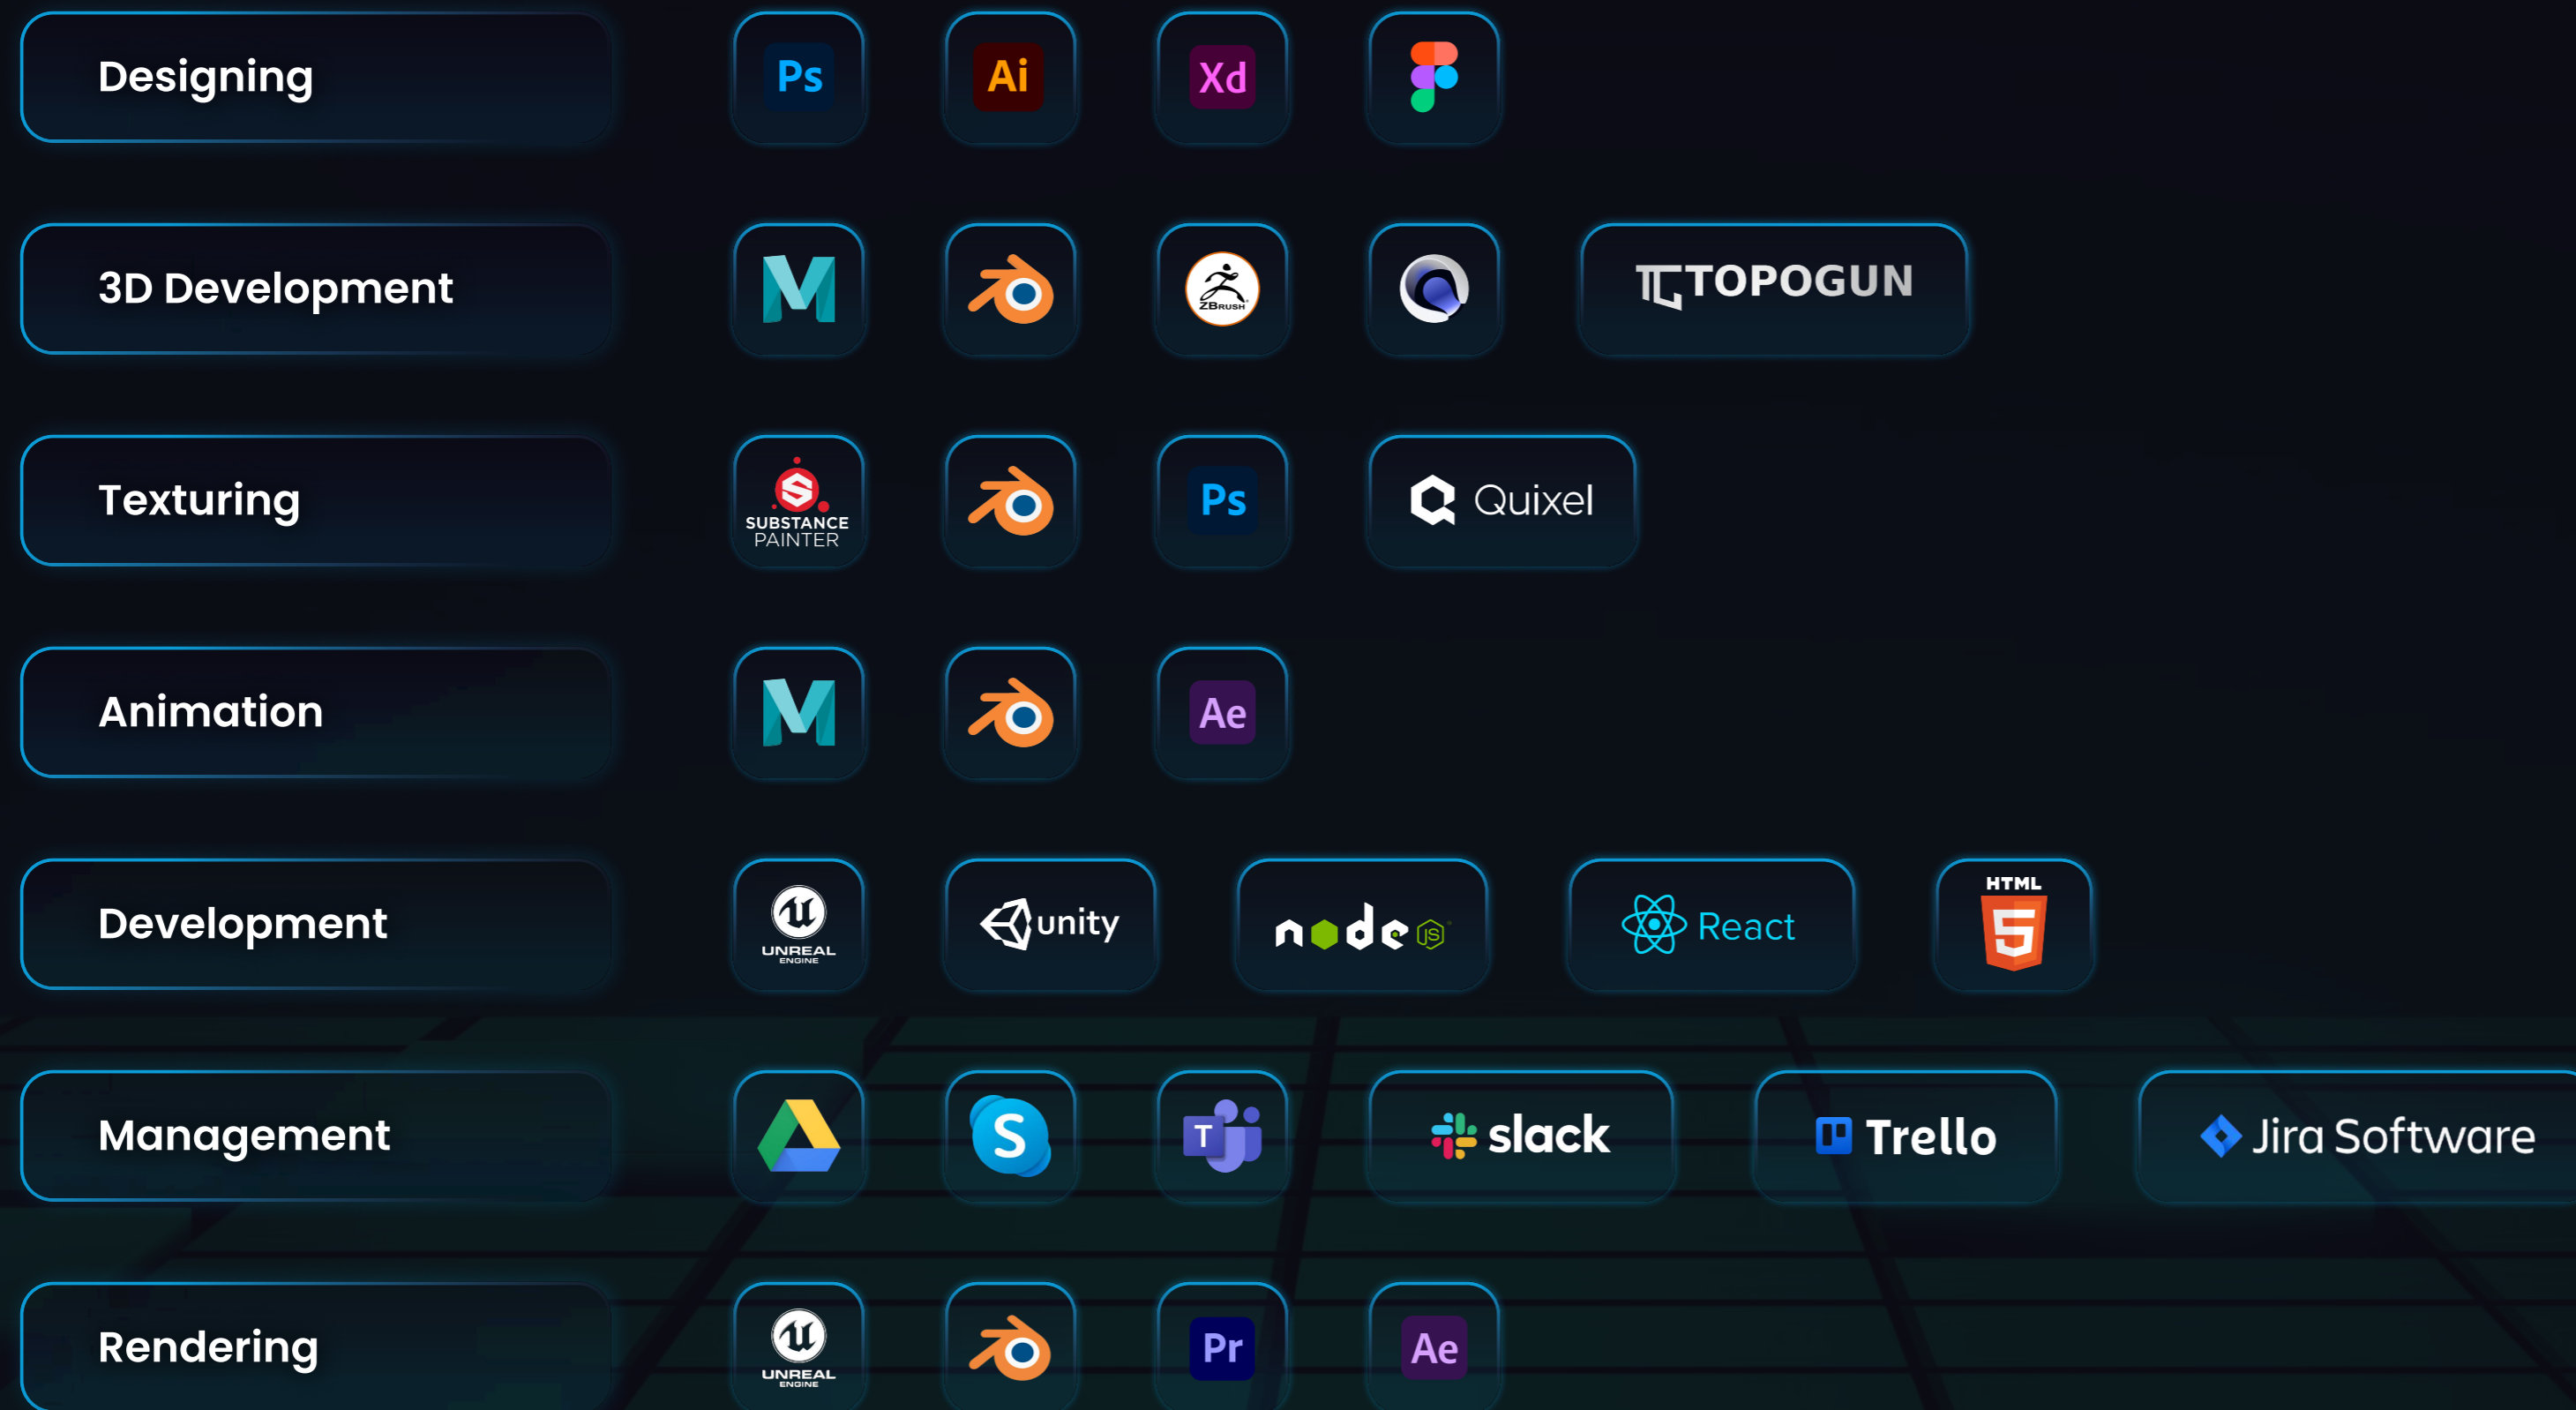 Designing
Ps
Ai
Xd
3D Development
ZBRUSH
TOPOGUN
Texturing
S
SUBSTANCE
PAINTER
Ps
Quixel
Animation
Ae
Development
UNREAL
ENGINE
unity
node
JS
React
HTML
5
Management
S
T
slack
Trello
Jira Software
Rendering
UNREAL
ENGINE
Pr
Ae